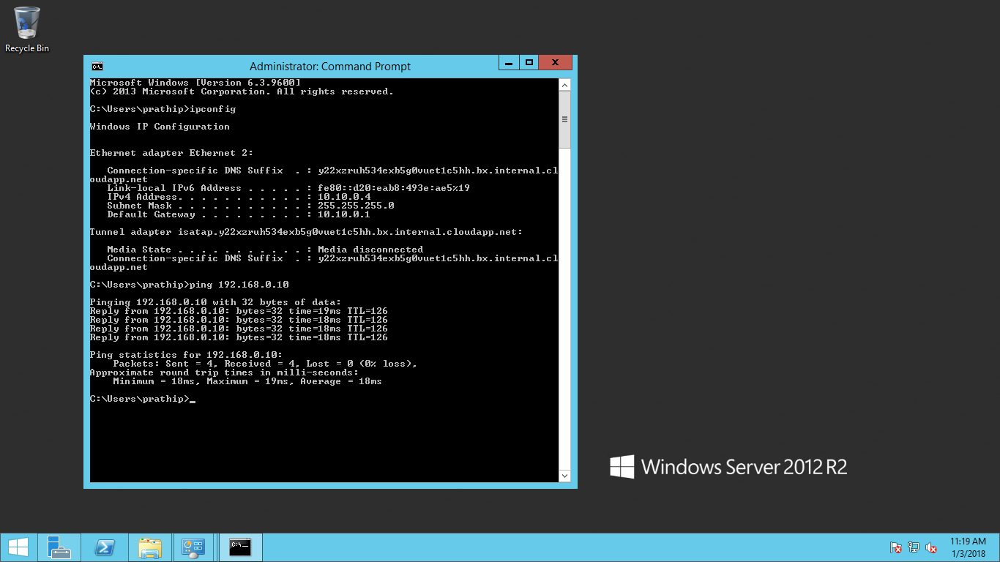 Recycle Bin
Administrator: Command Prompt
Microsoft Windows [Version 6.3.9600]
(c) 2013 Microsoft Corporation. All rights reserved.
C:\Users\prathip>ipconfig
Windows IP Configuration
Ethernet adapter Ethernet 2:
Connection-specific DNS Suffix  . : y22xzruh534exb5g0vuet1c5hh.bx.internal.cl
oudapp.net
Link-local IPv6 Address . . . . . : fe80::d20:eab8:493e:ae5%19
IPv4 Address. . . . . . . . . . . : 10.10.0.4
Subnet Mask . . . . . . . . . . . : 255.255.255.0
Default Gateway . . . . . . . . . : 10.10.0.1
Tunnel adapter isatap.y22xzruh534exb5g0vuet1c5hh.bx.internal.cloudapp.net:
Media State . . . . . . . . . . . : Media disconnected
Connection-specific DNS Suffix  . : y22xzruh534exb5g0vuet1c5hh.bx.internal.cl
oudapp.net
C:\Users\prathip>ping 192.168.0.10
Pinging 192.168.0.10 with 32 bytes of data:
Reply from 192.168.0.10: bytes=32 time=19ms TTL=126
Reply from 192.168.0.10: bytes=32 time=18ms TTL=126
Reply from 192.168.0.10: bytes=32 time=18ms TTL=126
Reply from 192.168.0.10: bytes=32 time=18ms TTL=126
Ping statistics for 192.168.0.10:
Packets: Sent = 4, Received = 4, Lost = 0 (0% loss),
Approximate round trip times in milli-seconds:
Minimum = 18ms, Maximum = 19ms, Average = 18ms
C:\Users\prathip>_
Windows Server 2012 R2
C:\_
11:19 AM
1/3/2018